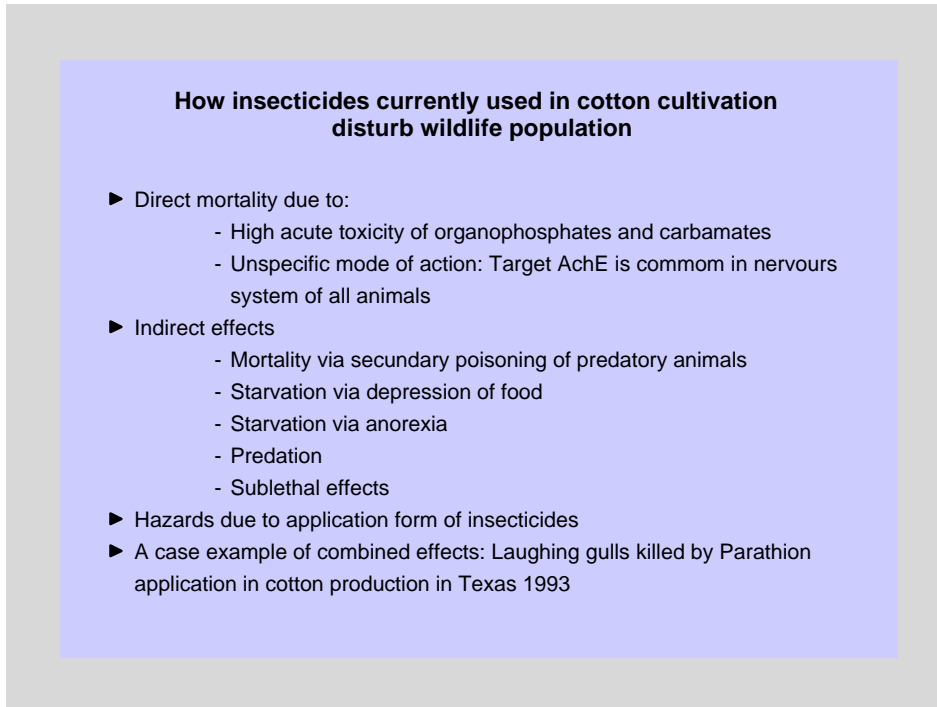 How insecticides currently used in cotton cultivation
disturb wildlife population
► Direct mortality due to:
- High acute toxicity of organophosphates and carbamates
- Unspecific mode of action: Target AchE is commom in nervours
system of all animals
► Indirect effects
- Mortality via secundary poisoning of predatory animals
- Starvation via depression of food
- Starvation via anorexia
- Predation
- Sublethal effects
► Hazards due to application form of insecticides
► A case example of combined effects: Laughing gulls killed by Parathion
application in cotton production in Texas 1993